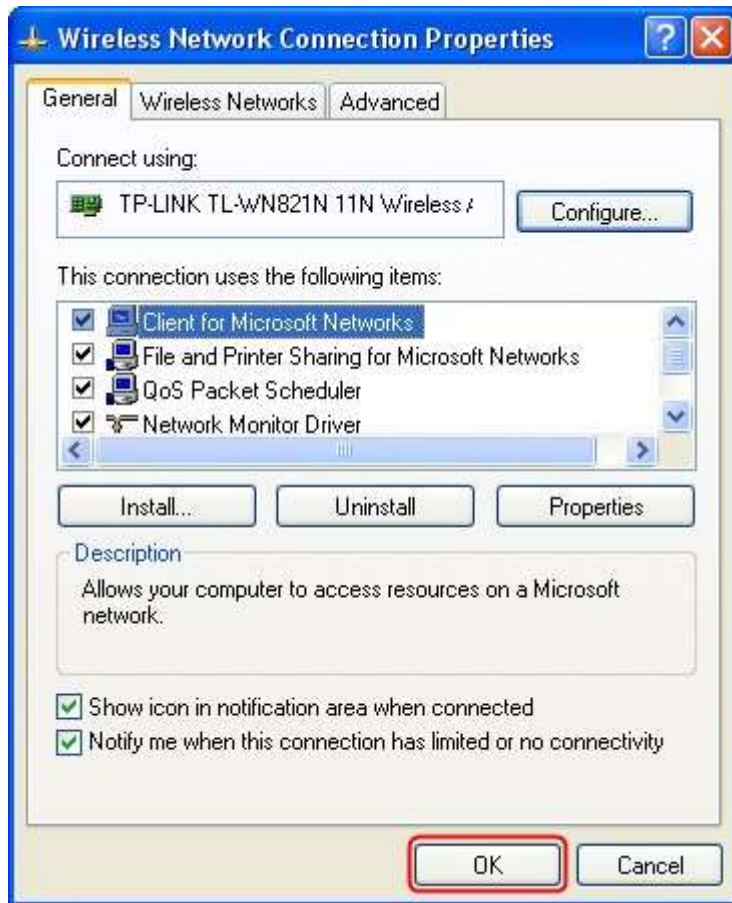 Wireless Network Connection Properties
General Wireless Networks Advanced
Connect using:
TP-LINK TL-WN821N 11N Wireless
Configure...
This connection uses the following items:
Client for Microsoft Networks
File and Printer Sharing for Microsoft Networks
QoS Packet Scheduler
Network Monitor Driver
Install... Uninstall Properties
Description
Allows your computer to access resources on a Microsoft
network.
Show icon in notification area when connected
Notify me when this connection has limited or no connectivity
OK Cancel